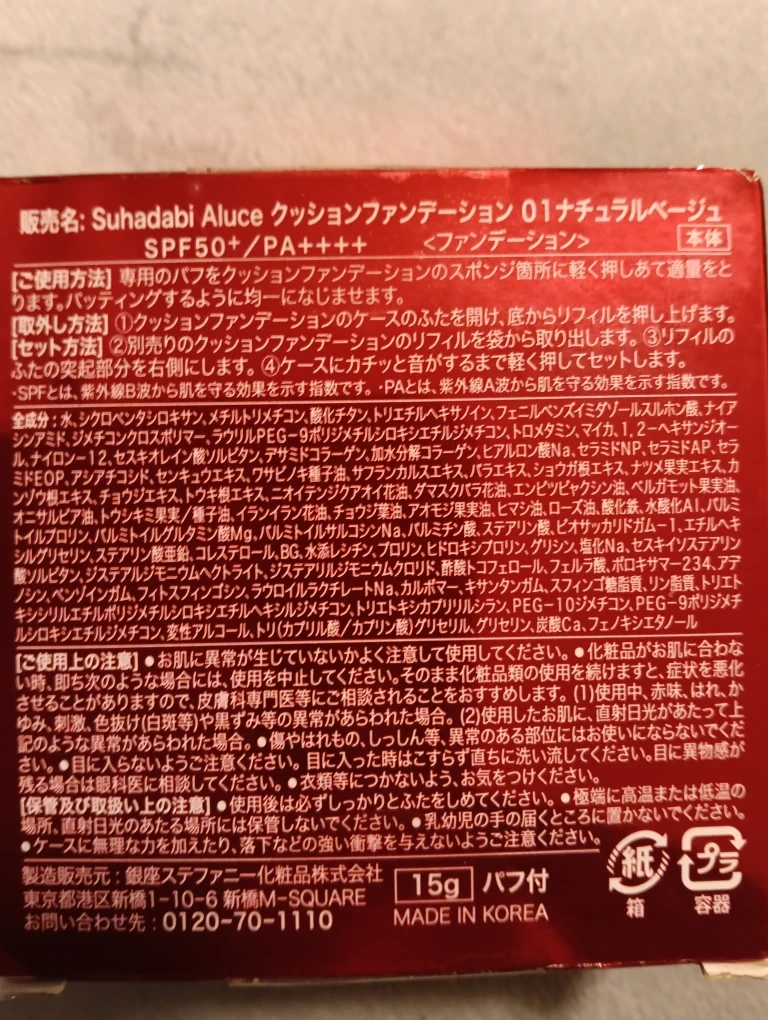 販売名: Suhadabi Aluce クッションファンデーション 01ナチュラルベージュ
SPF50+/PA++++ <ファンデーション> 本体
[ご使用方法] 専用のパフをクッションファンデーションのスポンジ箇所に軽く押しあて適量をと
ります。パッティングするように均一になじませます。
[取外し方法] ①クッションファンデーションのケースのふたを開け、底からリフィルを押し上げます。
[セット方法] ②別売りのクッションファンデーションのリフィルを袋から取り出します。③リフィルの
ふたの突起部分を右側にします。④ケースにカチッと音がするまで軽く押してセットします。
・SPFとは、紫外線B波から肌を守る効果を示す指数です。・PAとは、紫外線A波から肌を守る効果を示す指数です。
全成分：水、シクロペンタシロキサン、メチルトリメチコン、酸化チタン、トリエチルヘキサノイン、フェニルベンズイミダゾールスルホン酸、ナイア
シンアミド、ジメチコンクロスポリマー、ラウリルPEG-9ポリジメチルシロキシエチルジメチコン、トロメタミン、マイカ、1，2-ヘキサンジオー
ル、ナイロン-12、セスキオレイン酸ソルビタン、デサミドコラーゲン、加水分解コラーゲン、ヒアルロン酸Na、セラミドNP、セラミドAP、セラ
ミドEOP、アシアチコシド、センキュウエキス、ワサビノキ種子油、サフランカルスエキス、バラエキス、ショウガ根エキス、ナツメ果実エキス、カ
ンゾウ根エキス、チョウジエキス、トウキ根エキス、ニオイテンジクアオイ花油、ダマスクバラ花油、エンピツビャクシン油、ベルガモット果実油、
オニサルビア油、トウシキミ果実／種子油、イランイラン花油、チョウジ葉油、アオモジ果実油、ヒマシ油、ローズ油、酸化鉄、水酸化Al、パルミ
トイルプロリン、パルミトイルグルタミン酸Mg、パルミトイルサルコシンNa、パルミチン酸、ステアリン酸、ビオサッカリドガム-1、エチルヘキ
シルグリセリン、ステアリン酸亜鉛、コレステロール、BG、水添レシチン、プロリン、ヒドロキシプロリン、グリシン、塩化Na、セスキイソステアリン
酸ソルビタン、ジステアルジモニウムヘクトライト、ジステアリルジモニウムクロリド、酢酸トコフェロール、フェルラ酸、ポロキサマー234、アデ
ノシン、ベンゾインガム、フィトスフィンゴシン、ラウロイルラクチレートNa、カルボマー、キサンタンガム、スフィンゴ糖脂質、リン脂質、トリエト
キシシリルエチルポリジメチルシロキシエチルヘキシルジメチコン、トリエトキシカプリリルシラン、PEG-10ジメチコン、PEG-9ポリジメチ
ルシロキシエチルジメチコン、変性アルコール、トリ(カプリル酸／カプリン酸)グリセリル、グリセリン、炭酸Ca、フェノキシエタノール
[ご使用上の注意] ●お肌に異常が生じていないかよく注意して使用してください。●化粧品がお肌に合わな
い時、即ち次のような場合には、使用を中止してください。そのまま化粧品類の使用を続けますと、症状を悪化
させることがありますので、皮膚科専門医等にご相談されることをおすすめします。(1)使用中、赤味、はれ、か
ゆみ、刺激、色抜け(白斑等)や黒ずみ等の異常があらわれた場合。(2)使用したお肌に、直射日光があたって上
記のような異常があらわれた場合。●傷やはれもの、しっしん等、異常のある部位にはお使いにならないでくだ
さい。●目に入らないようご注意ください。目に入った時はこすらず直ちに洗い流してください。目に異物感が
残る場合は眼科医に相談してください。●衣類等につかないよう、お気をつけください。
[保管及び取扱い上の注意] ●使用後は必ずしっかりとふたをしめてください。●極端に高温または低温の
場所、直射日光のあたる場所には保管しないでください。●乳幼児の手の届くところに置かないでください。
●ケースに無理な力を加えたり、落下などの強い衝撃を与えないようご注意ください。
製造販売元：銀座ステファニー化粧品株式会社
東京都港区新橋1-10-6 新橋M-SQUARE
お問い合わせ先：0120-70-1110
15g パフ付
MADE IN KOREA
紙
箱
プラ
容器